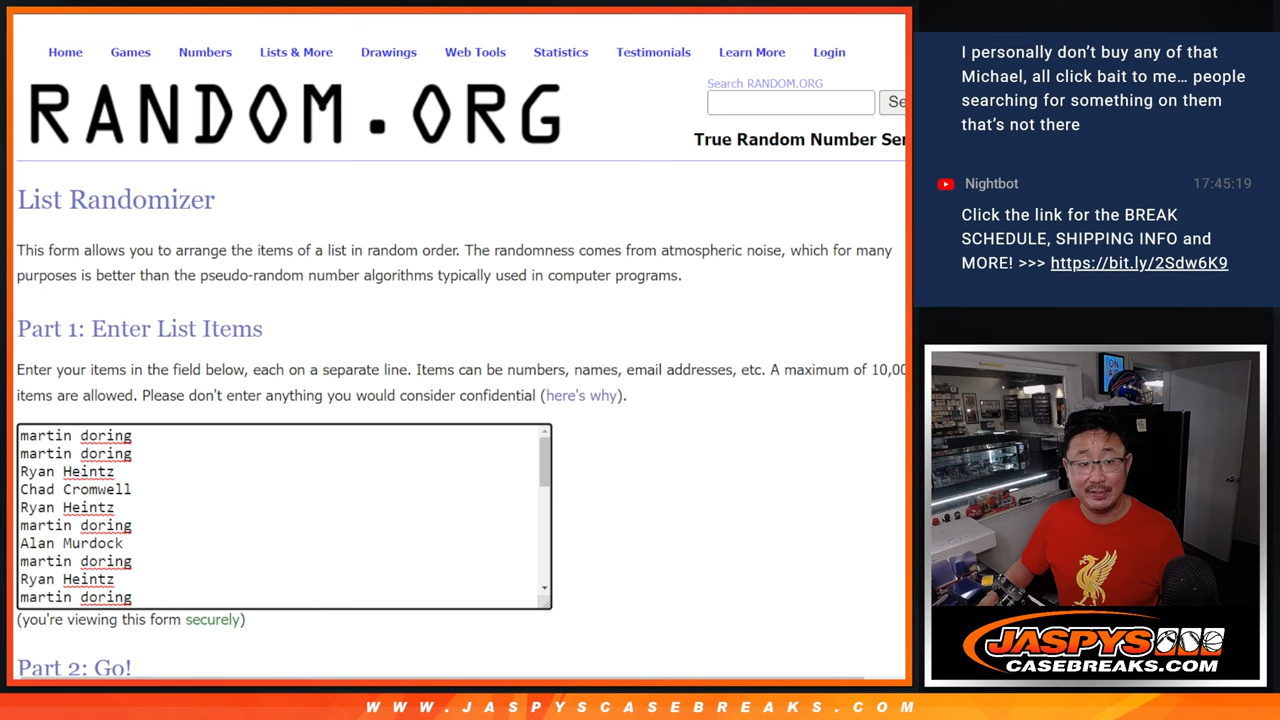 Home Games Numbers Lists & More Drawings Web Tools Statistics Testimonials Learn More Login
RANDOM.ORG
Search RANDOM.ORG
Se
True Random Number Ser
List Randomizer
This form allows you to arrange the items of a list in random order. The randomness comes from atmospheric noise, which for many
purposes is better than the pseudo-random number algorithms typically used in computer programs.
Part 1: Enter List Items
Enter your items in the field below, each on a separate line. Items can be numbers, names, email addresses, etc. A maximum of 10,00
items are allowed. Please don't enter anything you would consider confidential (here's why).
martin doring
martin doring
Ryan Heintz
Chad Cromwell
Ryan Heintz
martin doring
Alan Murdock
martin doring
Ryan Heintz
martin doring
(you're viewing this form securely)
Part 2: Go!
I personally don’t buy any of that
Michael, all click bait to me… people
searching for something on them
that’s not there
Nightbot 17:45:19
Click the link for the BREAK
SCHEDULE, SHIPPING INFO and
MORE! >>> https://bit.ly/2Sdw6K9
ON AIR
JASPYS
CASEBREAKS.COM
WWW.JASPYSCASEBREAKS.COM